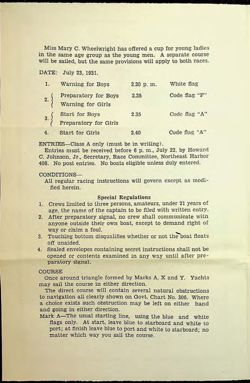 Miss Mary C. Wheelwright has offered a cup for young ladies
in the same age group as the young men. A separate course
will be sailed, but the same provisions will apply to both races.
DATE: July 23, 1931.
1. Warning for Boys 2.20 p. m. White flag
2. { Preparatory for Boys 2.25 Code flag "P"
Warning for Girls
3. { Start for Boys 2.35 Code flag "A"
Preparatory for Girls
4. Start for Girls 2.40 Code flag "A"
ENTRIES—Class A only (must be in writing).
Entries must be received before 6 p. m., July 22, by Howard
C. Johnson, Jr., Secretary, Race Committee, Northeast Harbor
408. No post entries. No boats eligible unless duly entered.
CONDITIONS—
All regular racing instructions will govern except as modi-
fied herein.
Special Regulations
1. Crews limited to three persons, amateurs, under 21 years of
age, the name of the captain to be filed with written entry.
2. After preparatory signal, no crew shall communicate with
anyone outside their own boat, except to demand right of
way or claim a foul.
3. Touching bottom disqualifies whether or not the boat floats
off unaided.
4. Sealed envelopes containing secret instructions shall not be
opened or contents examined in any way until after pre-
paratory signal.
COURSE
Once around triangle formed by Marks A, X and Y. Yachts
may sail the course in either direction.
The direct course will contain several natural obstructions
to navigation all clearly shown on Govt. Chart No. 306. Where
a choice exists such obstruction may be left on either hand
and going in either direction.
Mark A—The usual starting line, using the blue and white
flags only. At start, leave blue to starboard and white to
port; at finish leave blue to port and white to starboard; no
matter which way you sail the course.